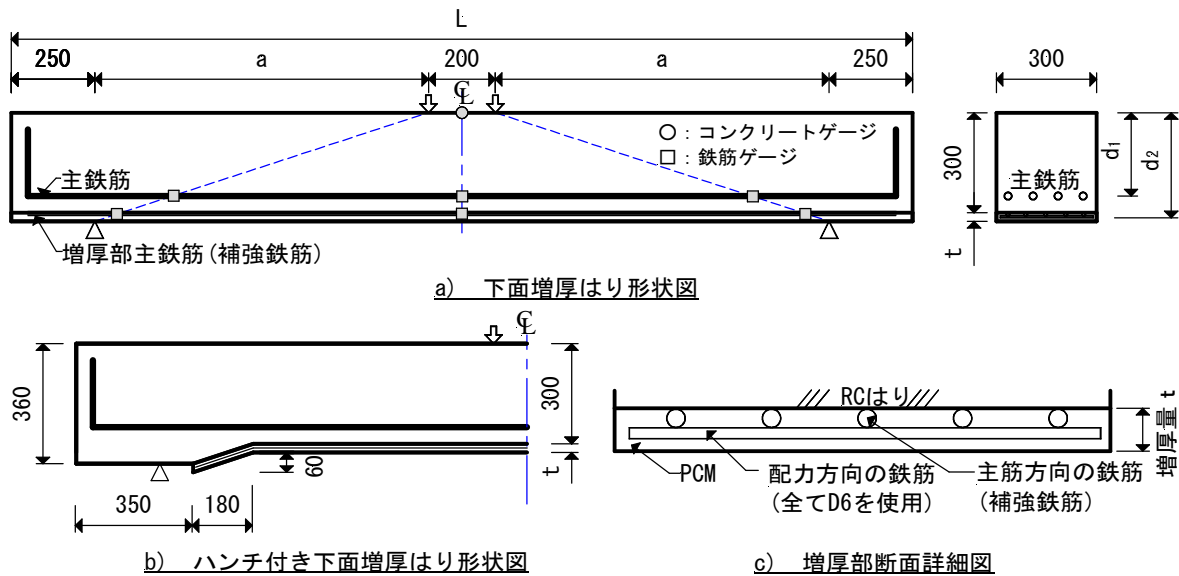 L
250
a
200
a
250
300
℄
○：コンクリートゲージ
□：鉄筋ゲージ
主鉄筋
増厚部主鉄筋(補強鉄筋)
300
t
主鉄筋
d1
d2
a) 下面増厚はり形状図
℄
360
300
60
t
350
180
b) ハンチ付き下面増厚はり形状図
RCはり
増厚量 t
PCM
配力方向の鉄筋
(全てD6を使用)
主筋方向の鉄筋
(補強鉄筋)
c) 増厚部断面詳細図